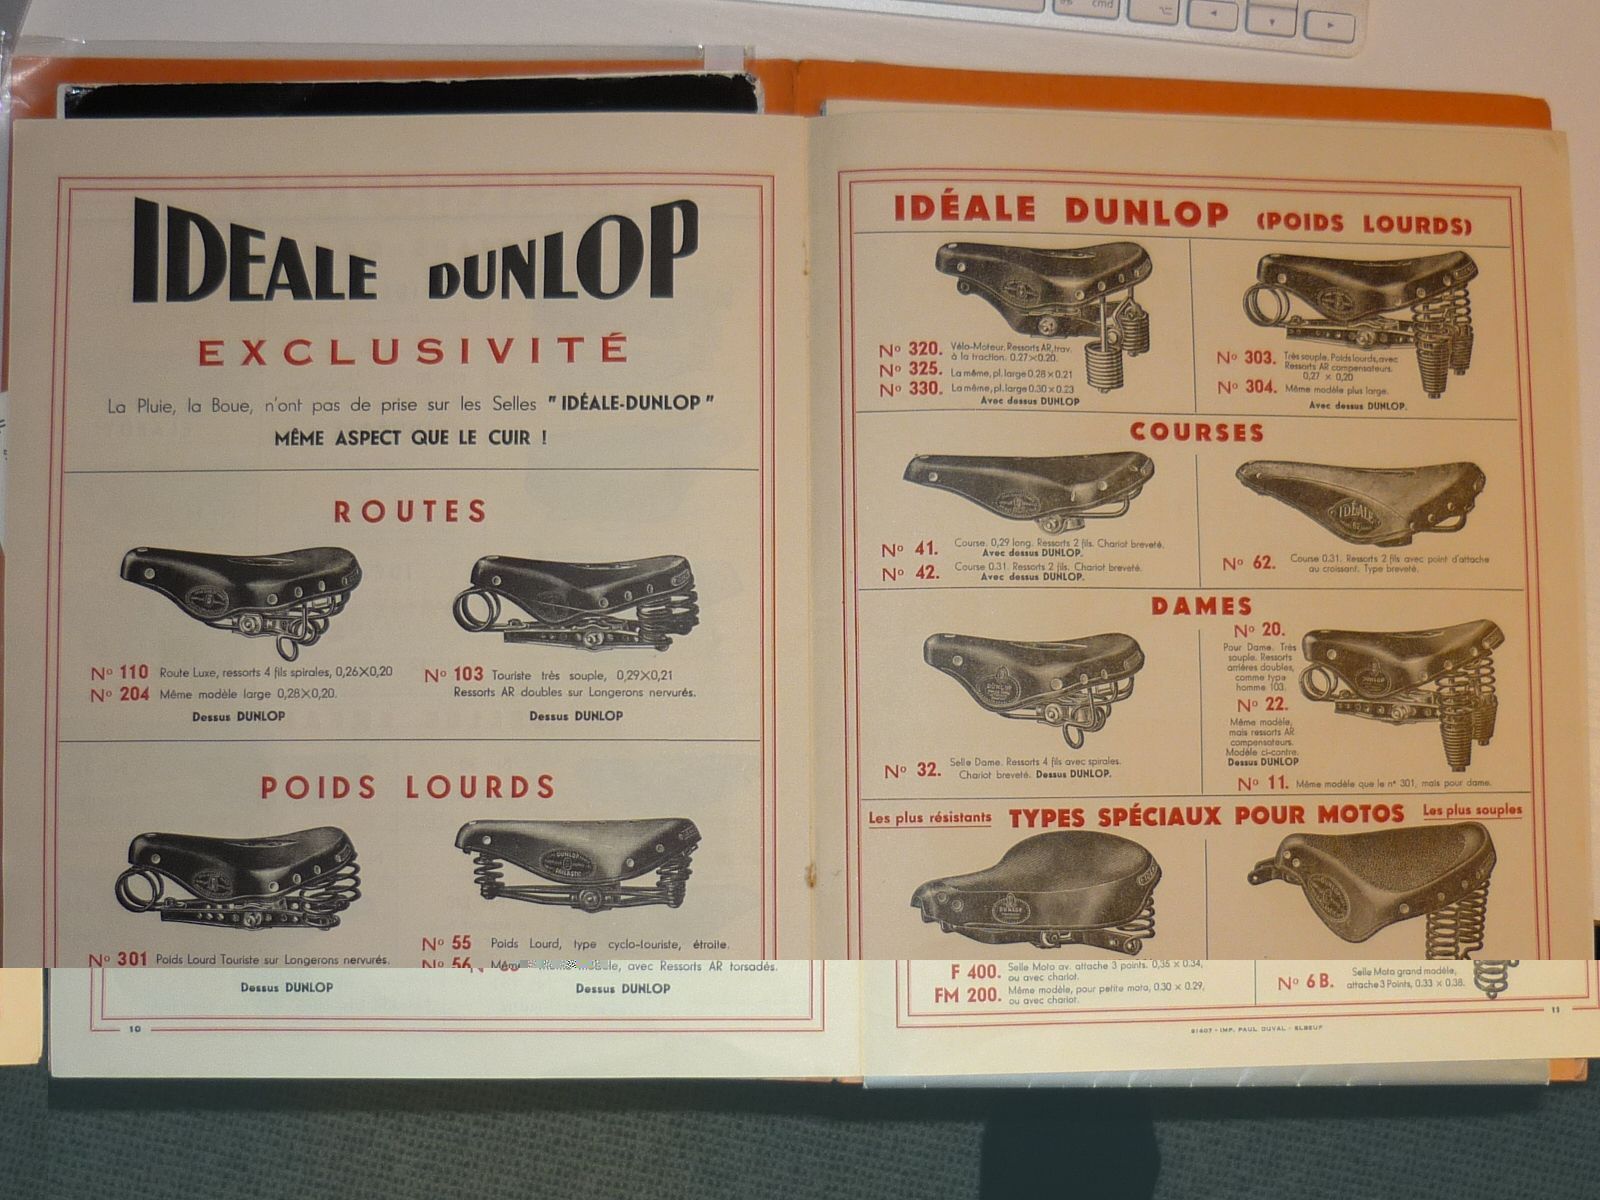 cmd
IDEALE DUNLOP
EXCLUSIVITÉ
La Pluie, la Boue, n'ont pas de prise sur les Selles "IDÉALE-DUNLOP"
MÊME ASPECT QUE LE CUIR !
ROUTES
Nº 110 Route Luxe, ressorts 4 fils spirales, 0,26X0,20
Nº 204 Même modèle large 0,28X0,20.
Dessus DUNLOP
Nº 103 Touriste très souple, 0,29X0,21
Ressorts AR doubles sur Longerons nervurés.
Dessus DUNLOP
POIDS LOURDS
DUNLOP
Nº 301 Poids Lourd Touriste sur Longerons nervurés.
Dessus DUNLOP
Nº 55 Poids Lourd, type cyclo-touriste, étroite.
Nº 56 Même modèle, avec Ressorts AR torsadés.
Dessus DUNLOP
10
IDÉALE DUNLOP (POIDS LOURDS)
Nº 320. Vélo-Moteur. Ressorts AR, trav.
à la traction. 0.27×0.20.
Nº 325. La même, pl. large 0.28×0.21
Nº 330. La même, pl. large 0.30×0.23
Avec dessus DUNLOP
Nº 303. Très souple. Poids lourds, avec
Ressorts AR compensateurs.
0,27 × 0,20
Nº 304. Même modèle plus large.
Avec dessus DUNLOP.
COURSES
Nº 41. Course. 0,29 long. Ressorts 2 fils. Chariot breveté.
Avec dessus DUNLOP.
Nº 42. Course 0.31. Ressorts 2 fils. Chariot breveté.
Avec dessus DUNLOP.
IDÉALE
62
Nº 62. Course 0.31. Ressorts 2 fils avec point d'attache
au croissant. Type breveté.
DAMES
Nº 32. Selle Dame. Ressorts 4 fils avec spirales.
Chariot breveté. Dessus DUNLOP.
Nº 20.
Pour Dame. Très
souple. Ressorts
arrières doubles,
comme type
homme 103.
Nº 22.
Même modèle,
mais ressorts AR
compensateurs.
Modèle ci-contre.
Dessus DUNLOP
Nº 11. Même modèle que le nº 301, mais pour dame.
Les plus résistants TYPES SPÉCIAUX POUR MOTOS Les plus souples
DUNLOP
F 400. Selle Moto av. attache 3 points. 0,35 × 0.34,
ou avec chariot.
FM 200. Même modèle, pour petite moto, 0.30 × 0.29,
ou avec chariot.
Nº 6 B. Selle Moto grand modèle,
attache 3 Points, 0.33 × 0.38.
11
81407 - IMP. PAUL DUVAL - ELBEUF